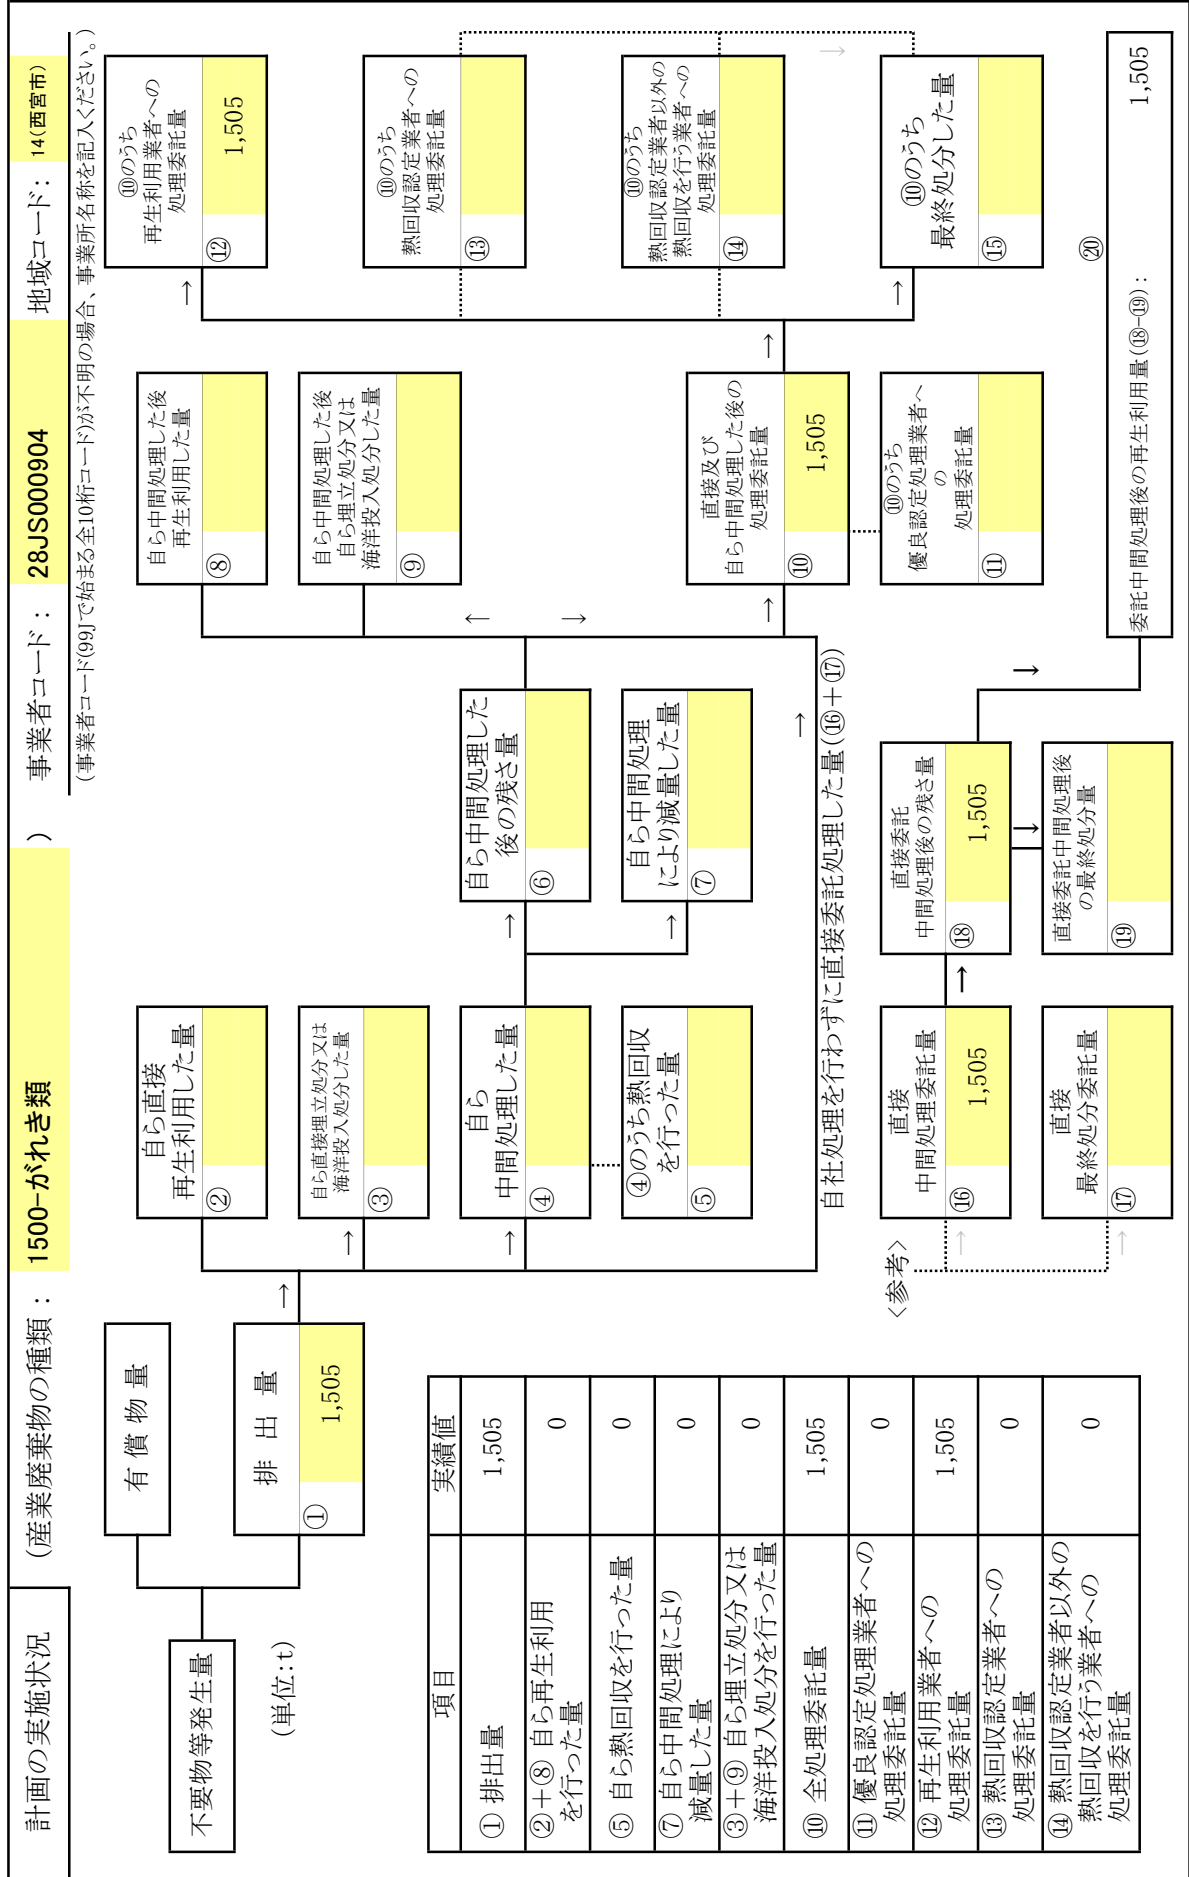 計画の実施状況
(産業廃棄物の種類 :
1500-がれき類
)
事業者コード :
28JS000904
地域コード :
14(西宮市)
(事業者コード(99Jで始まる全10桁コード)が不明の場合、事業所名称を記入ください。)
不要物等発生量
(単位:t)
有 償 物 量
排 出 量
①
1,505
→
自ら直接
再生利用した量
②
→
自ら直接埋立処分又は
海洋投入処分した量
③
→
自ら
中間処理した量
④
④のうち熱回収
を行った量
⑤
→
自ら中間処理した
後の残さ量
⑥
→
自ら中間処理
により減量した量
⑦
自ら中間処理した後
再生利用した量
⑧
自ら中間処理した後
自ら埋立処分又は
海洋投入処分した量
⑨
↑
↓
→
自社処理を行わずに直接委託処理した量(⑯+⑰)
→
直接及び
自ら中間処理した後の
処理委託量
⑩
1,505
⑩のうち
優良認定処理業者へ
の
処理委託量
⑪
→
→
⑩のうち
再生利用業者への
処理委託量
⑫
1,505
⑩のうち
熱回収認定業者への
処理委託量
⑬
⑩のうち
熱回収認定業者以外の
熱回収を行う業者への
処理委託量
⑭
↓
→
⑩のうち
最終処分した量
⑮
<参考>
→
直接
中間処理委託量
⑯
1,505
→
直接
最終処分委託量
⑰
→
直接委託
中間処理後の残さ量
⑱
1,505
↓
直接委託中間処理後
の最終処分量
⑲
↓
⑳
委託中間処理後の再生利用量(⑱-⑲) :
1,505
項目 実績値
① 排出量 1,505
②+⑧ 自ら再生利用
を行った量 0
⑤ 自ら熱回収を行った量 0
⑦ 自ら中間処理により
減量した量 0
③+⑨ 自ら埋立処分又は
海洋投入処分を行った量 0
⑩ 全処理委託量 1,505
⑪ 優良認定処理業者への
処理委託量 0
⑫ 再生利用業者への
処理委託量 1,505
⑬ 熱回収認定業者への
処理委託量 0
⑭ 熱回収認定業者以外の
熱回収を行う業者への
処理委託量 0